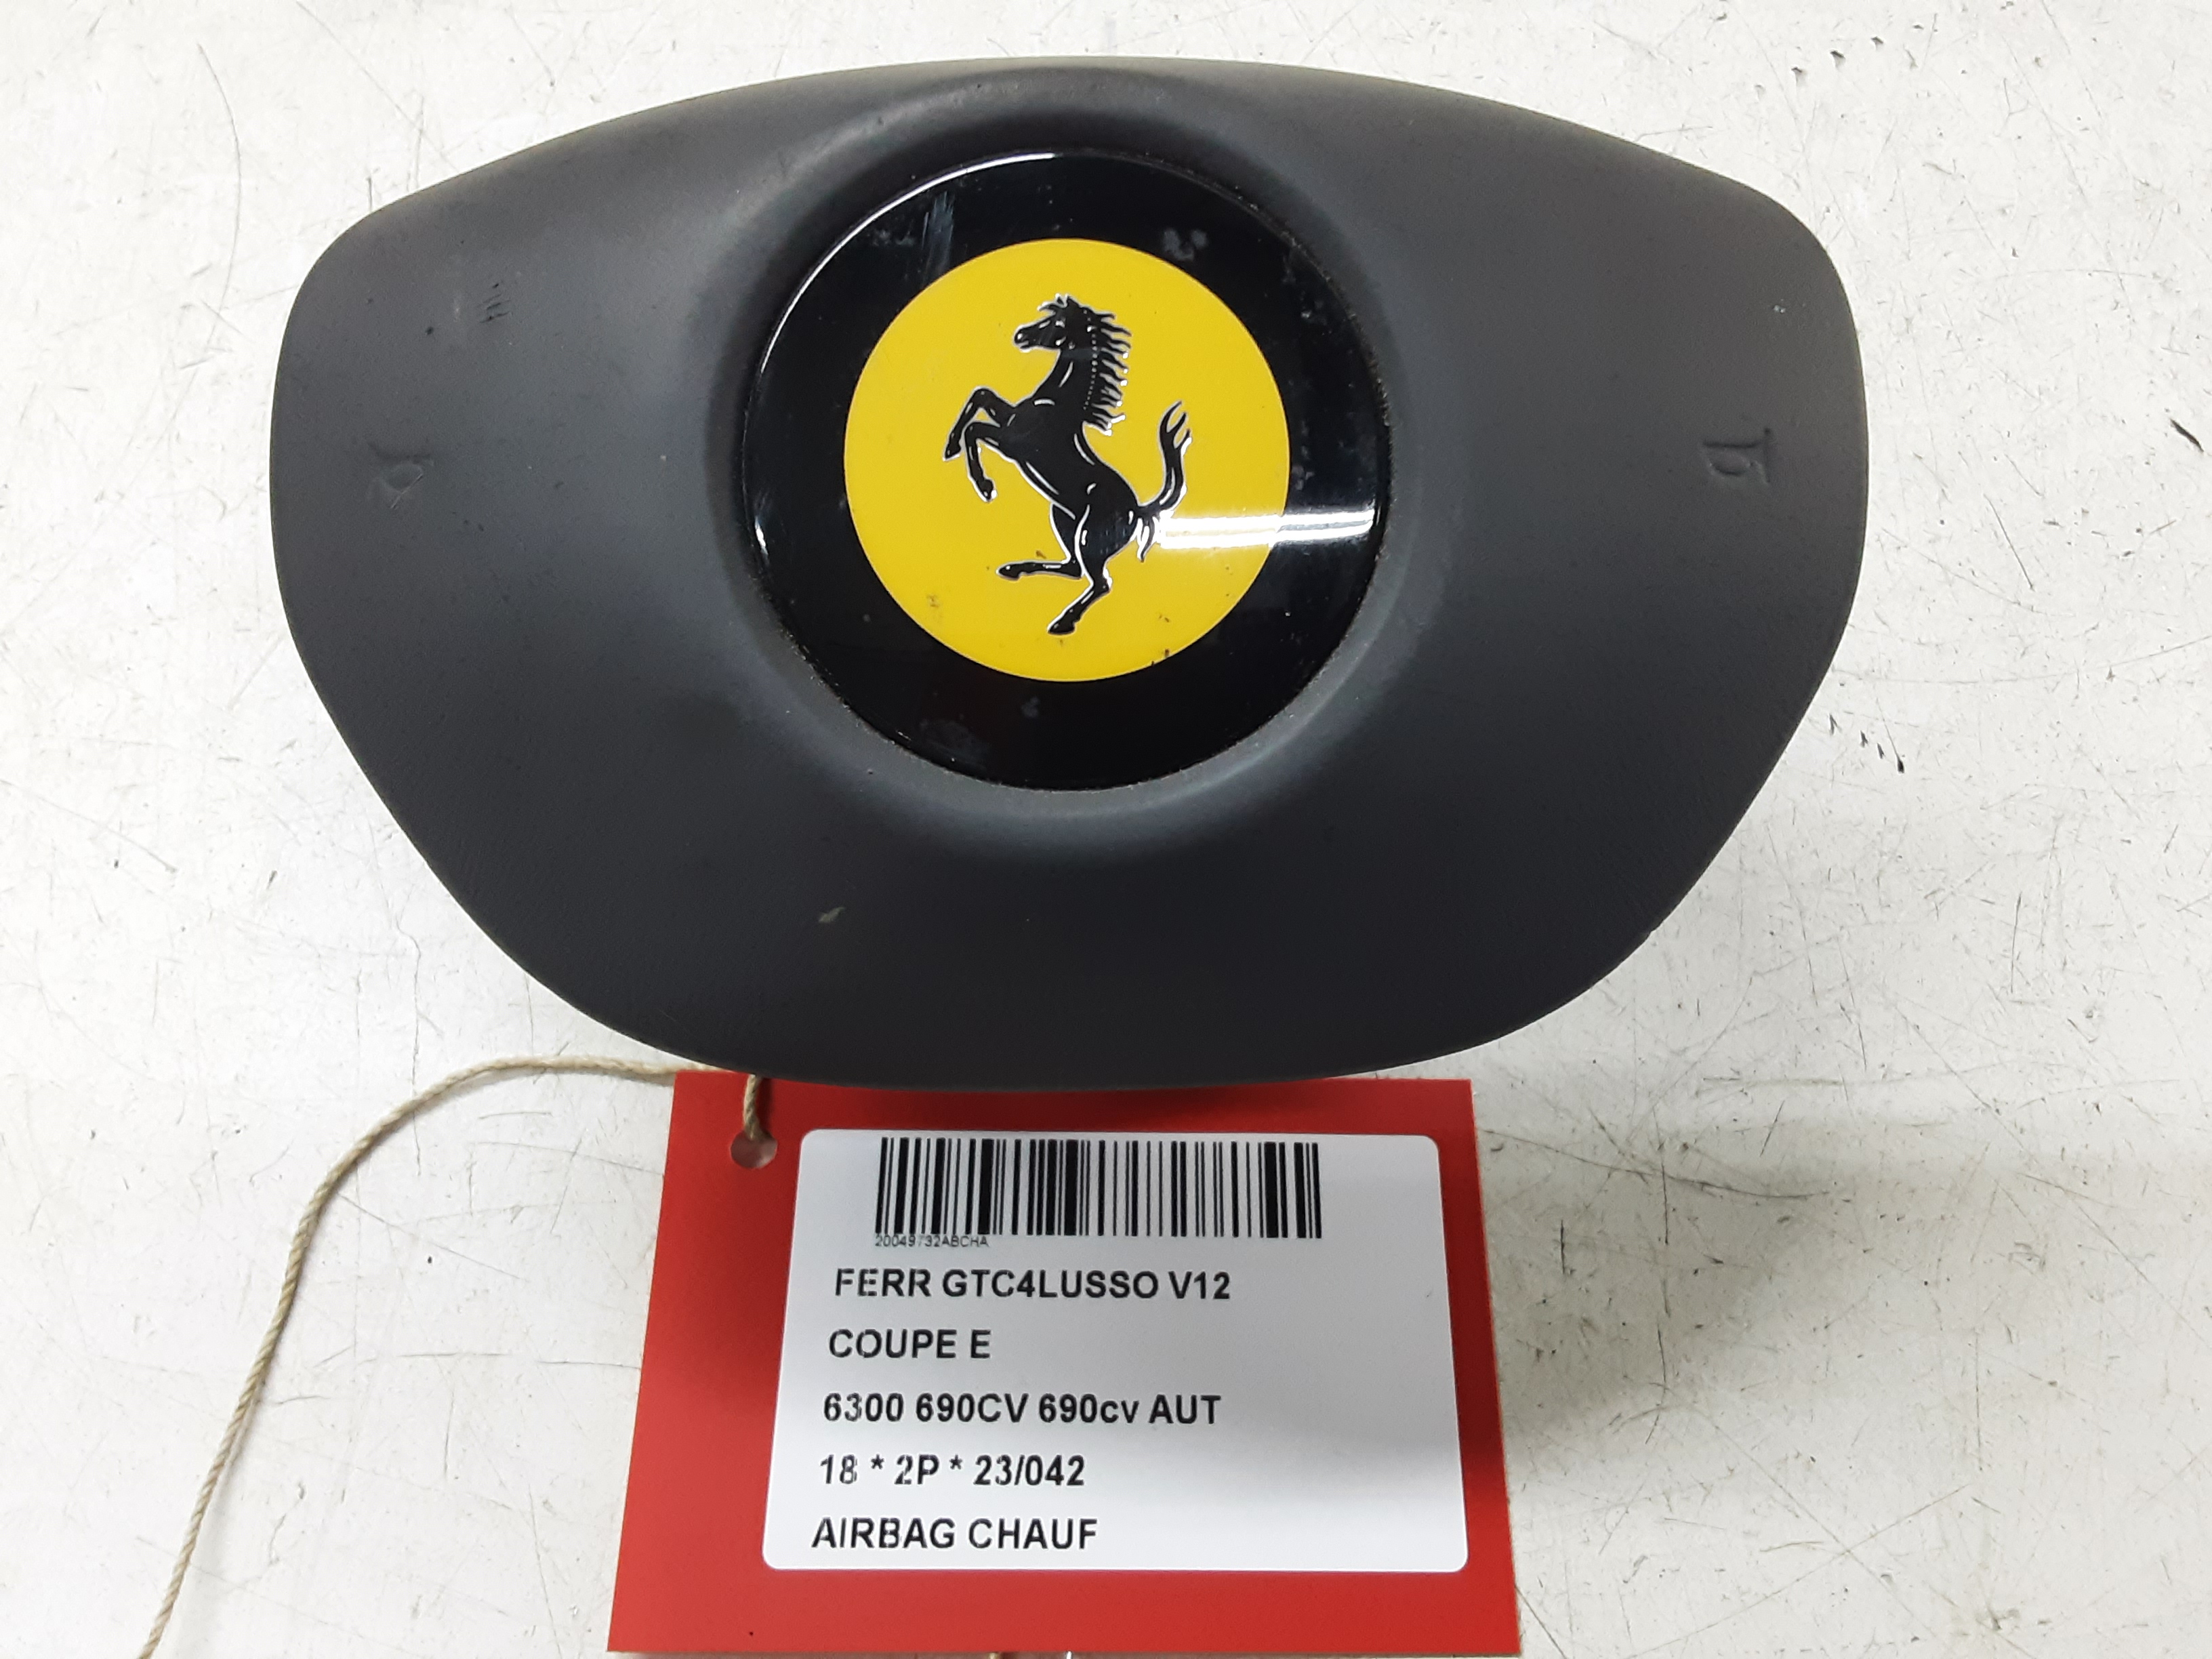 20049732ABCHA
FERR GTC4LUSSO V12
COUPE E
6300 690CV 690cv AUT
18 * 2P * 23/042
AIRBAG CHAUF